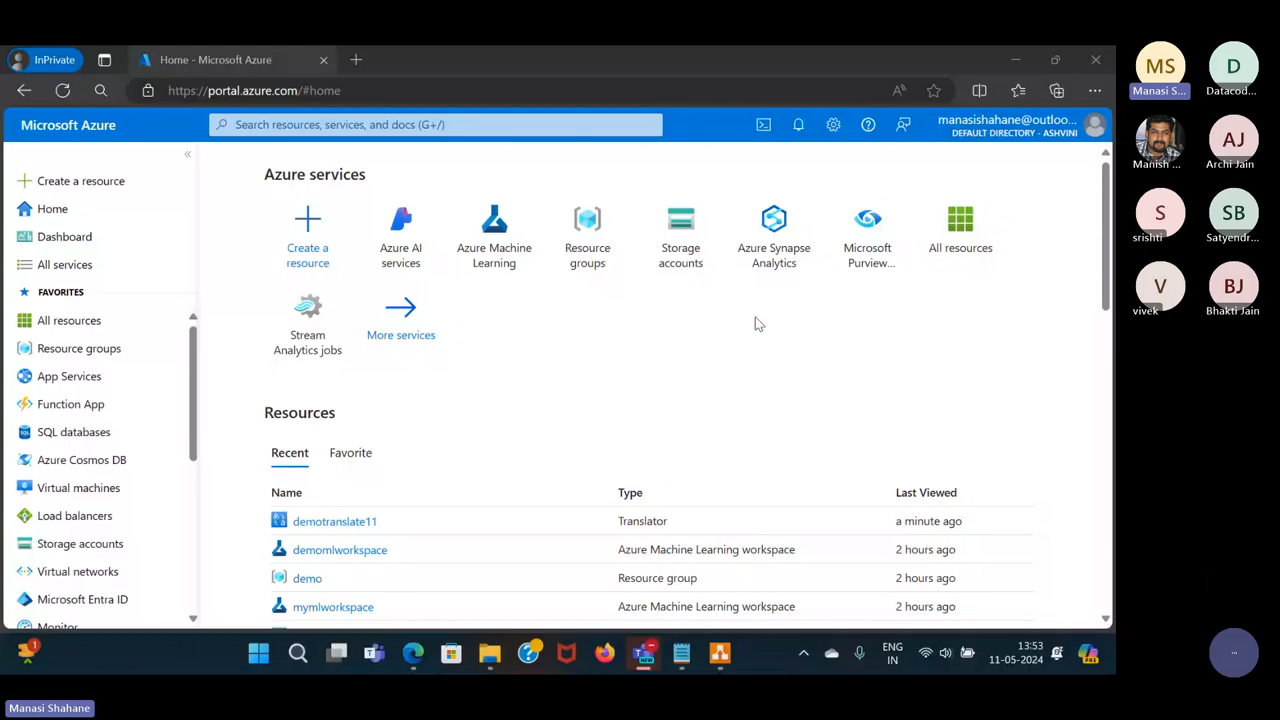 InPrivate
Home - Microsoft Azure
https://portal.azure.com/#home
Microsoft Azure
Search resources, services, and docs (G+/)
manasishahane@outloo...
DEFAULT DIRECTORY - ASHVINI
Create a resource
Home
Dashboard
All services
FAVORITES
All resources
Resource groups
App Services
Function App
SQL databases
Azure Cosmos DB
Virtual machines
Load balancers
Storage accounts
Virtual networks
Microsoft Entra ID
Monitor
Azure services
Create a resource
Azure AI services
Azure Machine Learning
Resource groups
Storage accounts
Azure Synapse Analytics
Microsoft Purview...
All resources
Stream Analytics jobs
More services
Resources
Recent
Favorite
Name Type Last Viewed
demotranslate11 Translator a minute ago
demomlworkspace Azure Machine Learning workspace 2 hours ago
demo Resource group 2 hours ago
mymlworkspace Azure Machine Learning workspace 2 hours ago
1
NEW
ENG
IN
13:53
11-05-2024
PRE
MS
Manasi S...
D
Datacod...
Manish ...
AJ
Archi Jain
S
srishti
SB
Satyendr...
V
vivek
BJ
Bhakti Jain
...
Manasi Shahane